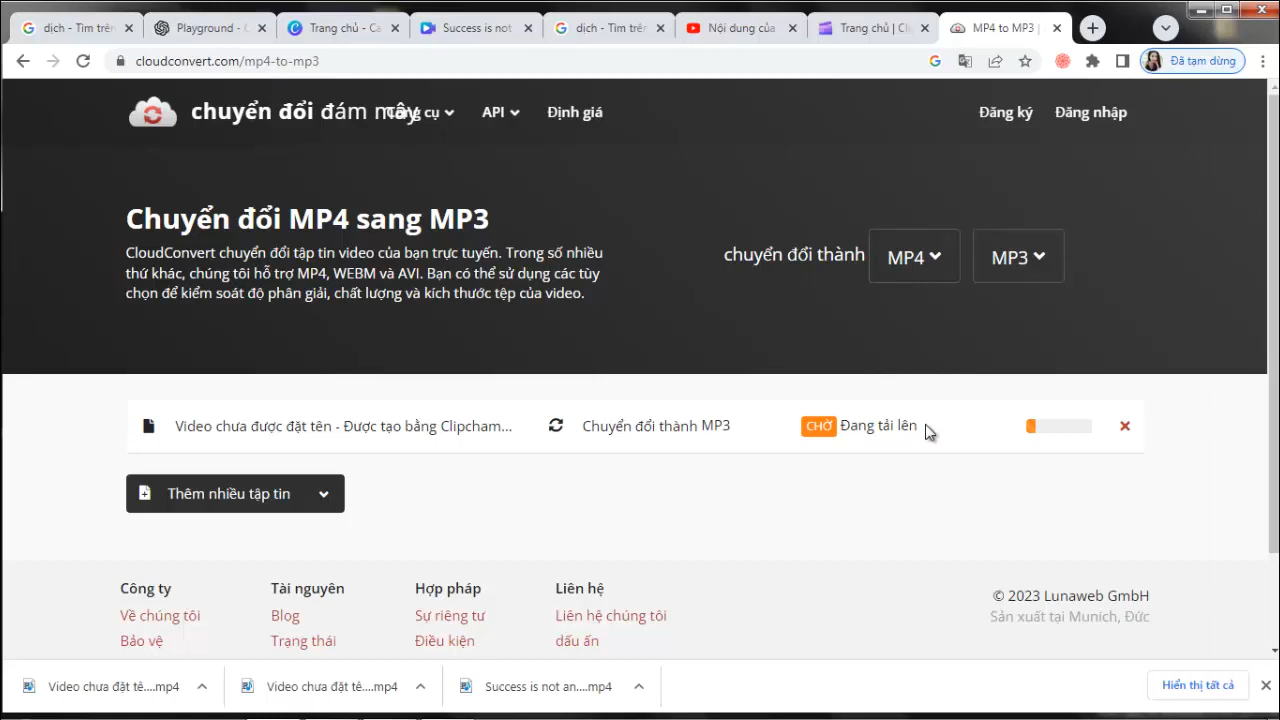 dịch - Tìm trên
Playground - C
Trang chủ - Ca
Success is not
dịch - Tìm trên
Nội dung của
Trang chủ | Cli
MP4 to MP3 |
cloudconvert.com/mp4-to-mp3
Đã tạm dừng
chuyển đổi đám mây
cụ
API
Định giá
Đăng ký
Đăng nhập
Chuyển đổi MP4 sang MP3
CloudConvert chuyển đổi tập tin video của bạn trực tuyến. Trong số nhiều
thứ khác, chúng tôi hỗ trợ MP4, WEBM và AVI. Bạn có thể sử dụng các tùy
chọn để kiểm soát độ phân giải, chất lượng và kích thước tệp của video.
chuyển đổi thành
MP4
MP3
Video chưa được đặt tên - Được tạo bằng Clipcham...
Chuyển đổi thành MP3
CHỜ Đang tải lên
Thêm nhiều tập tin
Công ty
Về chúng tôi
Bảo vệ
Tài nguyên
Blog
Trạng thái
Hợp pháp
Sự riêng tư
Điều kiện
Liên hệ
Liên hệ chúng tôi
dấu ấn
© 2023 Lunaweb GmbH
Sản xuất tại Munich, Đức
Video chưa đặt tê....mp4
Video chưa đặt tê....mp4
Success is not an....mp4
Hiển thị tất cả